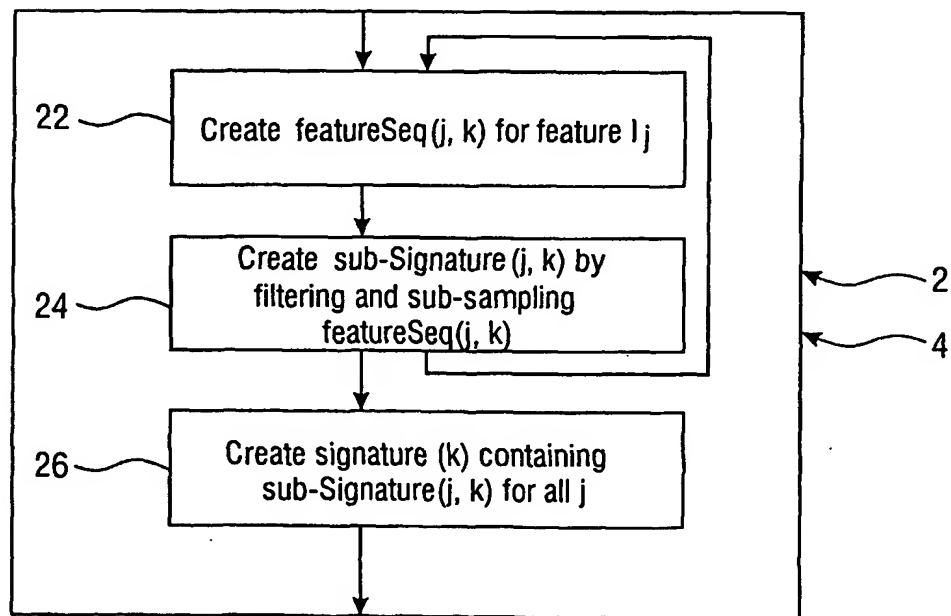 22
Create featureSeq(j, k) for feature I j
Create sub-Signature (j, k) by
filtering and sub-sampling
featureSeq(j, k)
24
2
4
26
Create signature (k) containing
sub-Signature(j, k) for all j